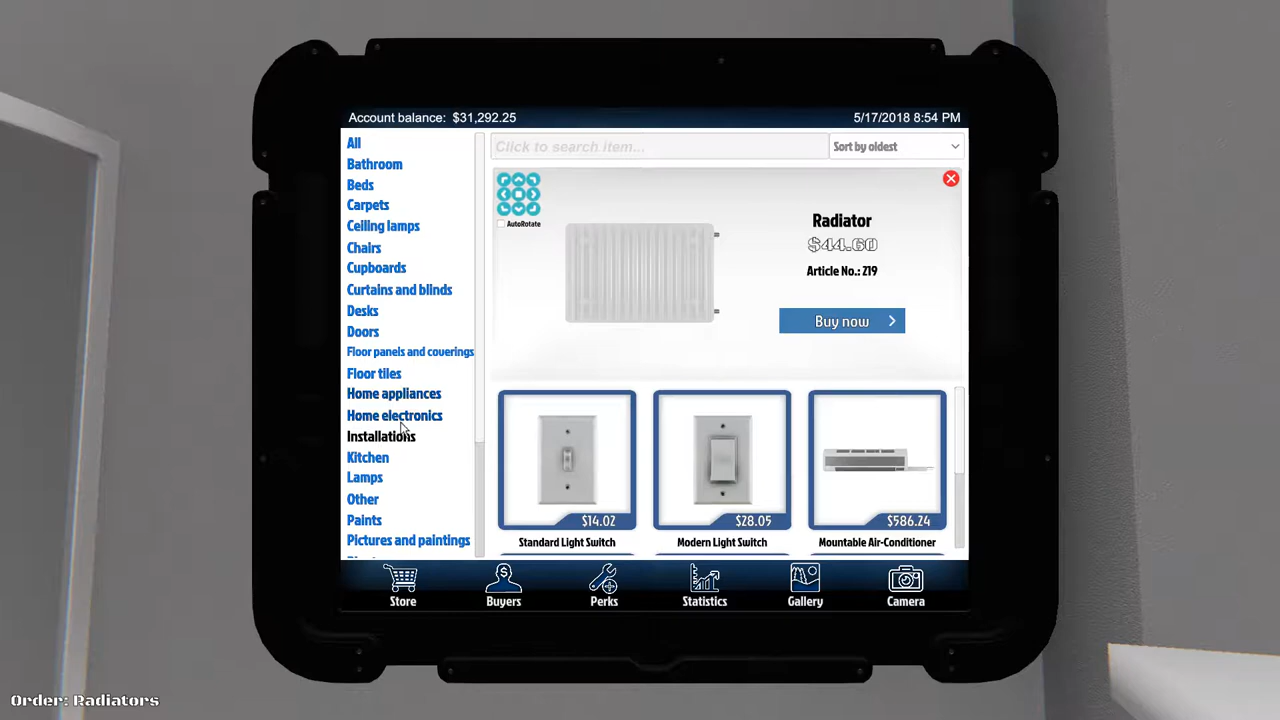 Account balance: $31,292.25
5/17/2018 8:54 PM
All
Bathroom
Beds
Carpets
Ceiling lamps
Chairs
Cupboards
Curtains and blinds
Desks
Doors
Floor panels and coverings
Floor tiles
Home appliances
Home electronics
Installations
Kitchen
Lamps
Other
Paints
Pictures and paintings
Click to search item...
Sort by oldest
AutoRotate
Radiator
$44.60
Article No.: Z19
Buy now
$14.02
$28.05
$586.24
Standard Light Switch
Modern Light Switch
Mountable Air-Conditioner
Store
Buyers
Perks
Statistics
Gallery
Camera
Order: Radiators